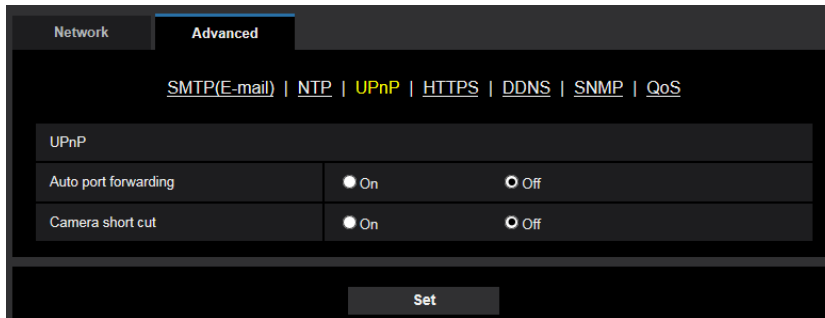 Network Advanced
SMTP(E-mail) | NTP | UPnP | HTTPS | DDNS | SNMP | QoS
UPnP
Auto port forwarding On Off
Camera short cut On Off
Set